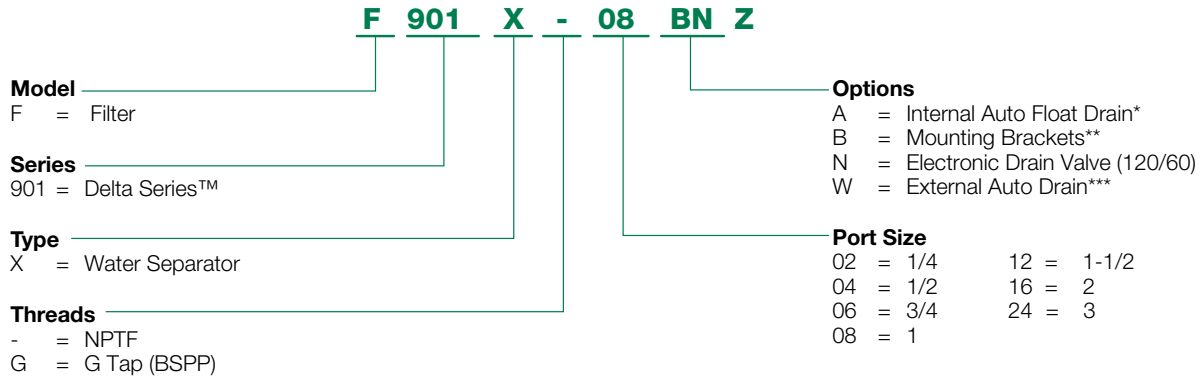 F 901 X - 08 BN Z
Model
F = Filter
Series
901 = Delta Series™
Type
X = Water Separator
Threads
- = NPTF
G = G Tap (BSPP)
Options
A = Internal Auto Float Drain*
B = Mounting Brackets**
N = Electronic Drain Valve (120/60)
W = External Auto Drain***
Port Size
02 = 1/4 12 = 1-1/2
04 = 1/2 16 = 2
06 = 3/4 24 = 3
08 = 1